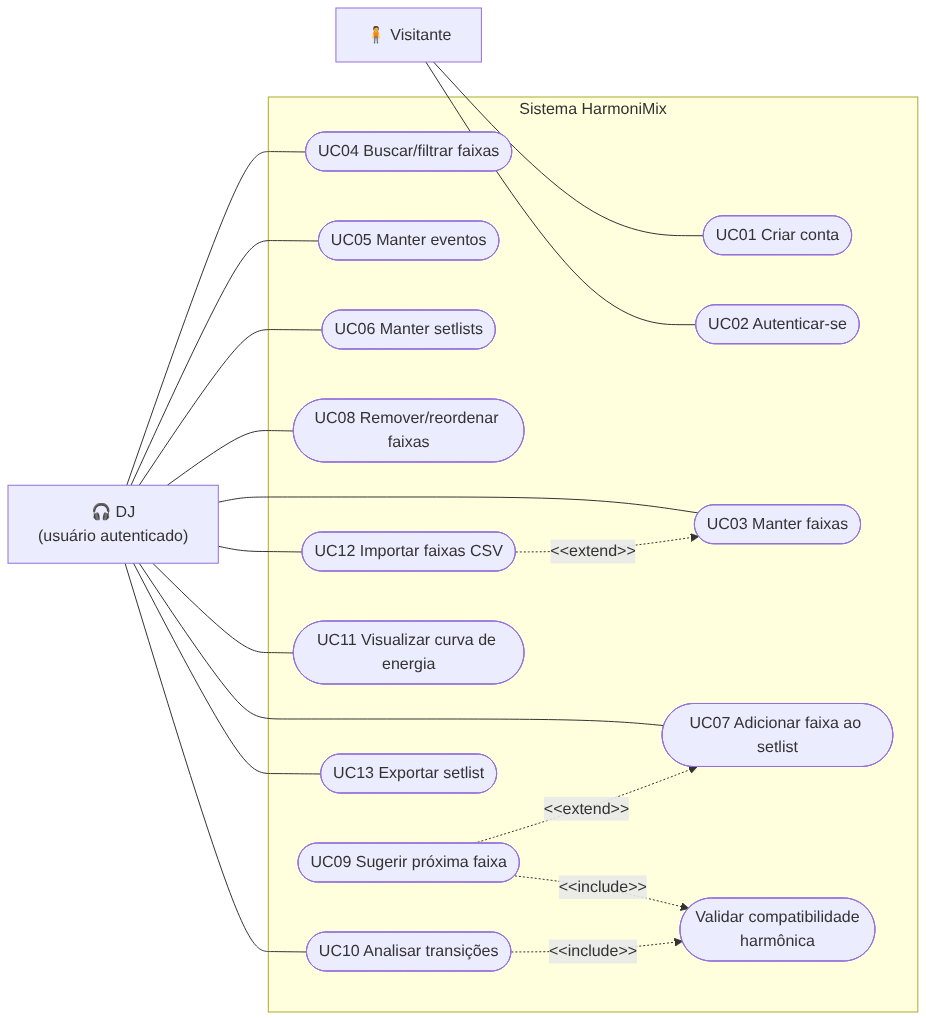 🧍 Visitante
Sistema HarmoniMix
UC04 Buscar/filtrar faixas
UC01 Criar conta
UC05 Manter eventos
UC06 Manter setlists
UC02 Autenticar-se
UC08 Remover/reordenar
faixas
🎧 DJ
(usuário autenticado)
UC03 Manter faixas
UC12 Importar faixas CSV
<<extend>>
UC11 Visualizar curva de
energia
UC07 Adicionar faixa ao
setlist
UC13 Exportar setlist
<<extend>>
UC09 Sugerir próxima faixa
<<include>>
Validar compatibilidade
harmônica
UC10 Analisar transições
<<include>>